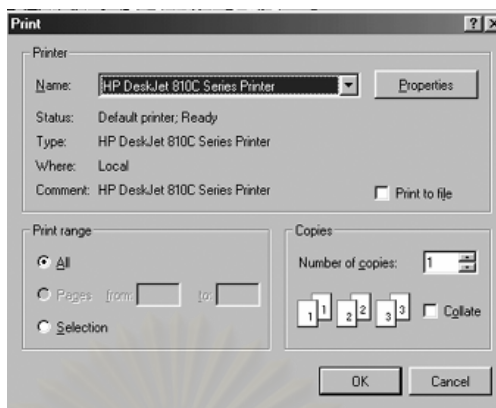 Print
Printer
Name: HP DeskJet 810C Series Printer Properties
Status: Default printer; Ready
Type: HP DeskJet 810C Series Printer
Where: Local
Comment: HP DeskJet 810C Series Printer Print to file
Print range
All
Pages from: to:
Selection
Copies
Number of copies: 1
1 1 2 2 3 3 Collate
OK Cancel